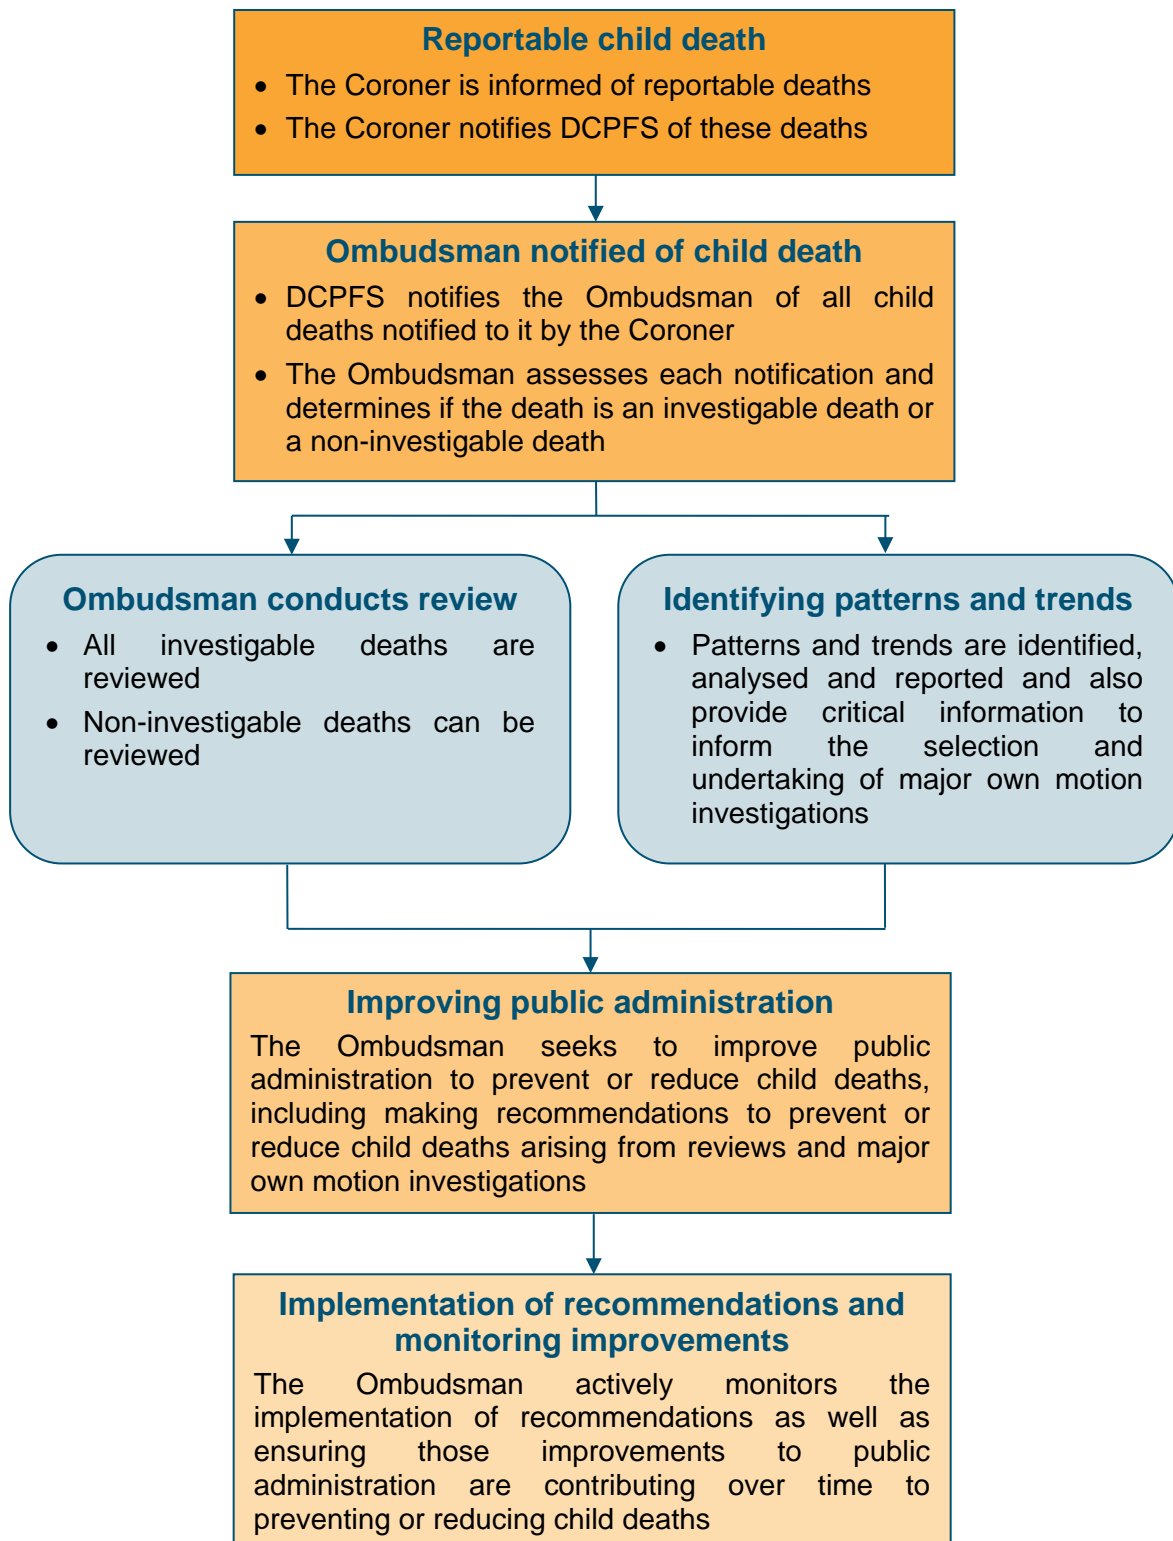 Reportable child death
• The Coroner is informed of reportable deaths
• The Coroner notifies DCPFS of these deaths
Ombudsman notified of child death
• DCPFS notifies the Ombudsman of all child
deaths notified to it by the Coroner
• The Ombudsman assesses each notification and
determines if the death is an investigable death or
a non-investigable death
Ombudsman conducts review
• All investigable deaths are
reviewed
• Non-investigable deaths can be
reviewed
Identifying patterns and trends
• Patterns and trends are identified,
analysed and reported and also
provide critical information to
inform the selection and
undertaking of major own motion
investigations
Improving public administration
The Ombudsman seeks to improve public
administration to prevent or reduce child deaths,
including making recommendations to prevent or
reduce child deaths arising from reviews and major
own motion investigations
Implementation of recommendations and
monitoring improvements
The Ombudsman actively monitors the
implementation of recommendations as well as
ensuring those improvements to public
administration are contributing over time to
preventing or reducing child deaths